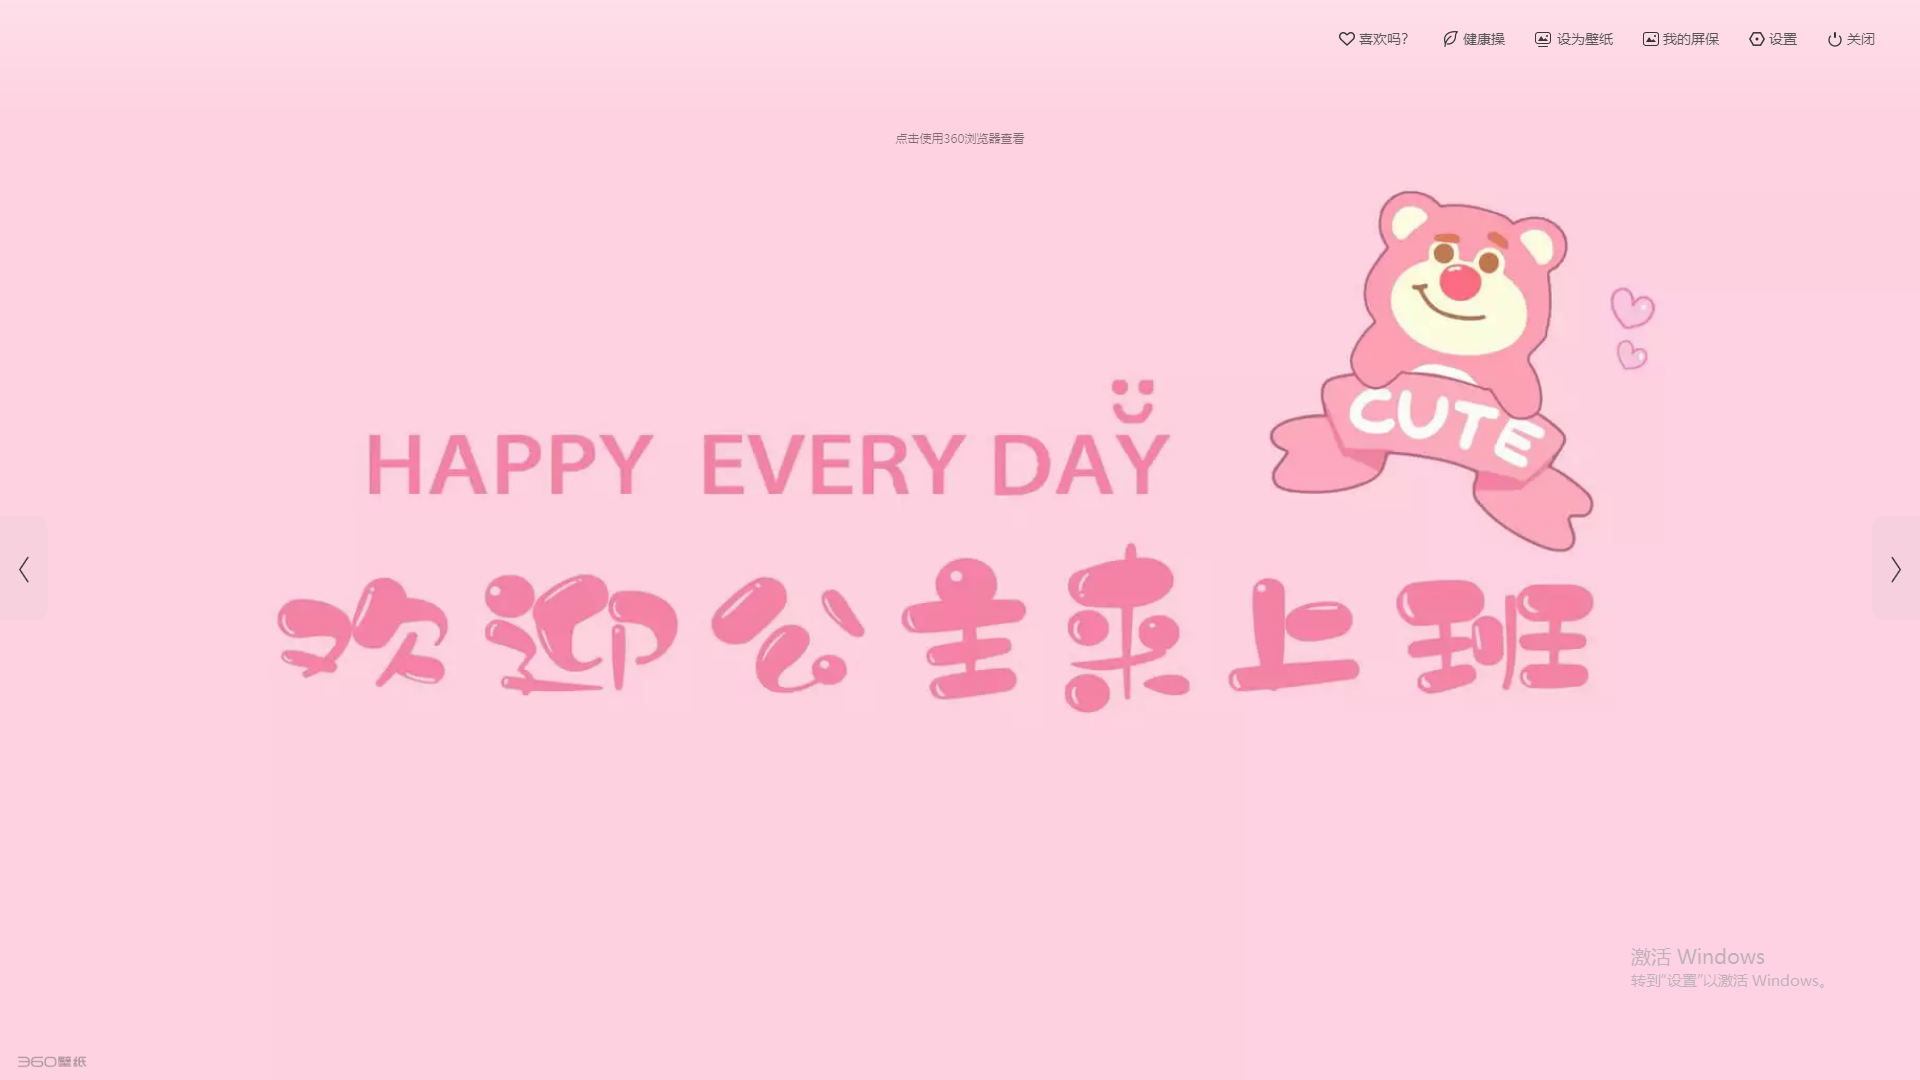 喜欢吗? 健康操 设为壁纸 我的屏保 设置 关闭
点击使用360浏览器查看
CUTE
HAPPY EVERY DAY
欢迎公主来上班
激活 Windows
转到“设置”以激活 Windows。
360壁纸